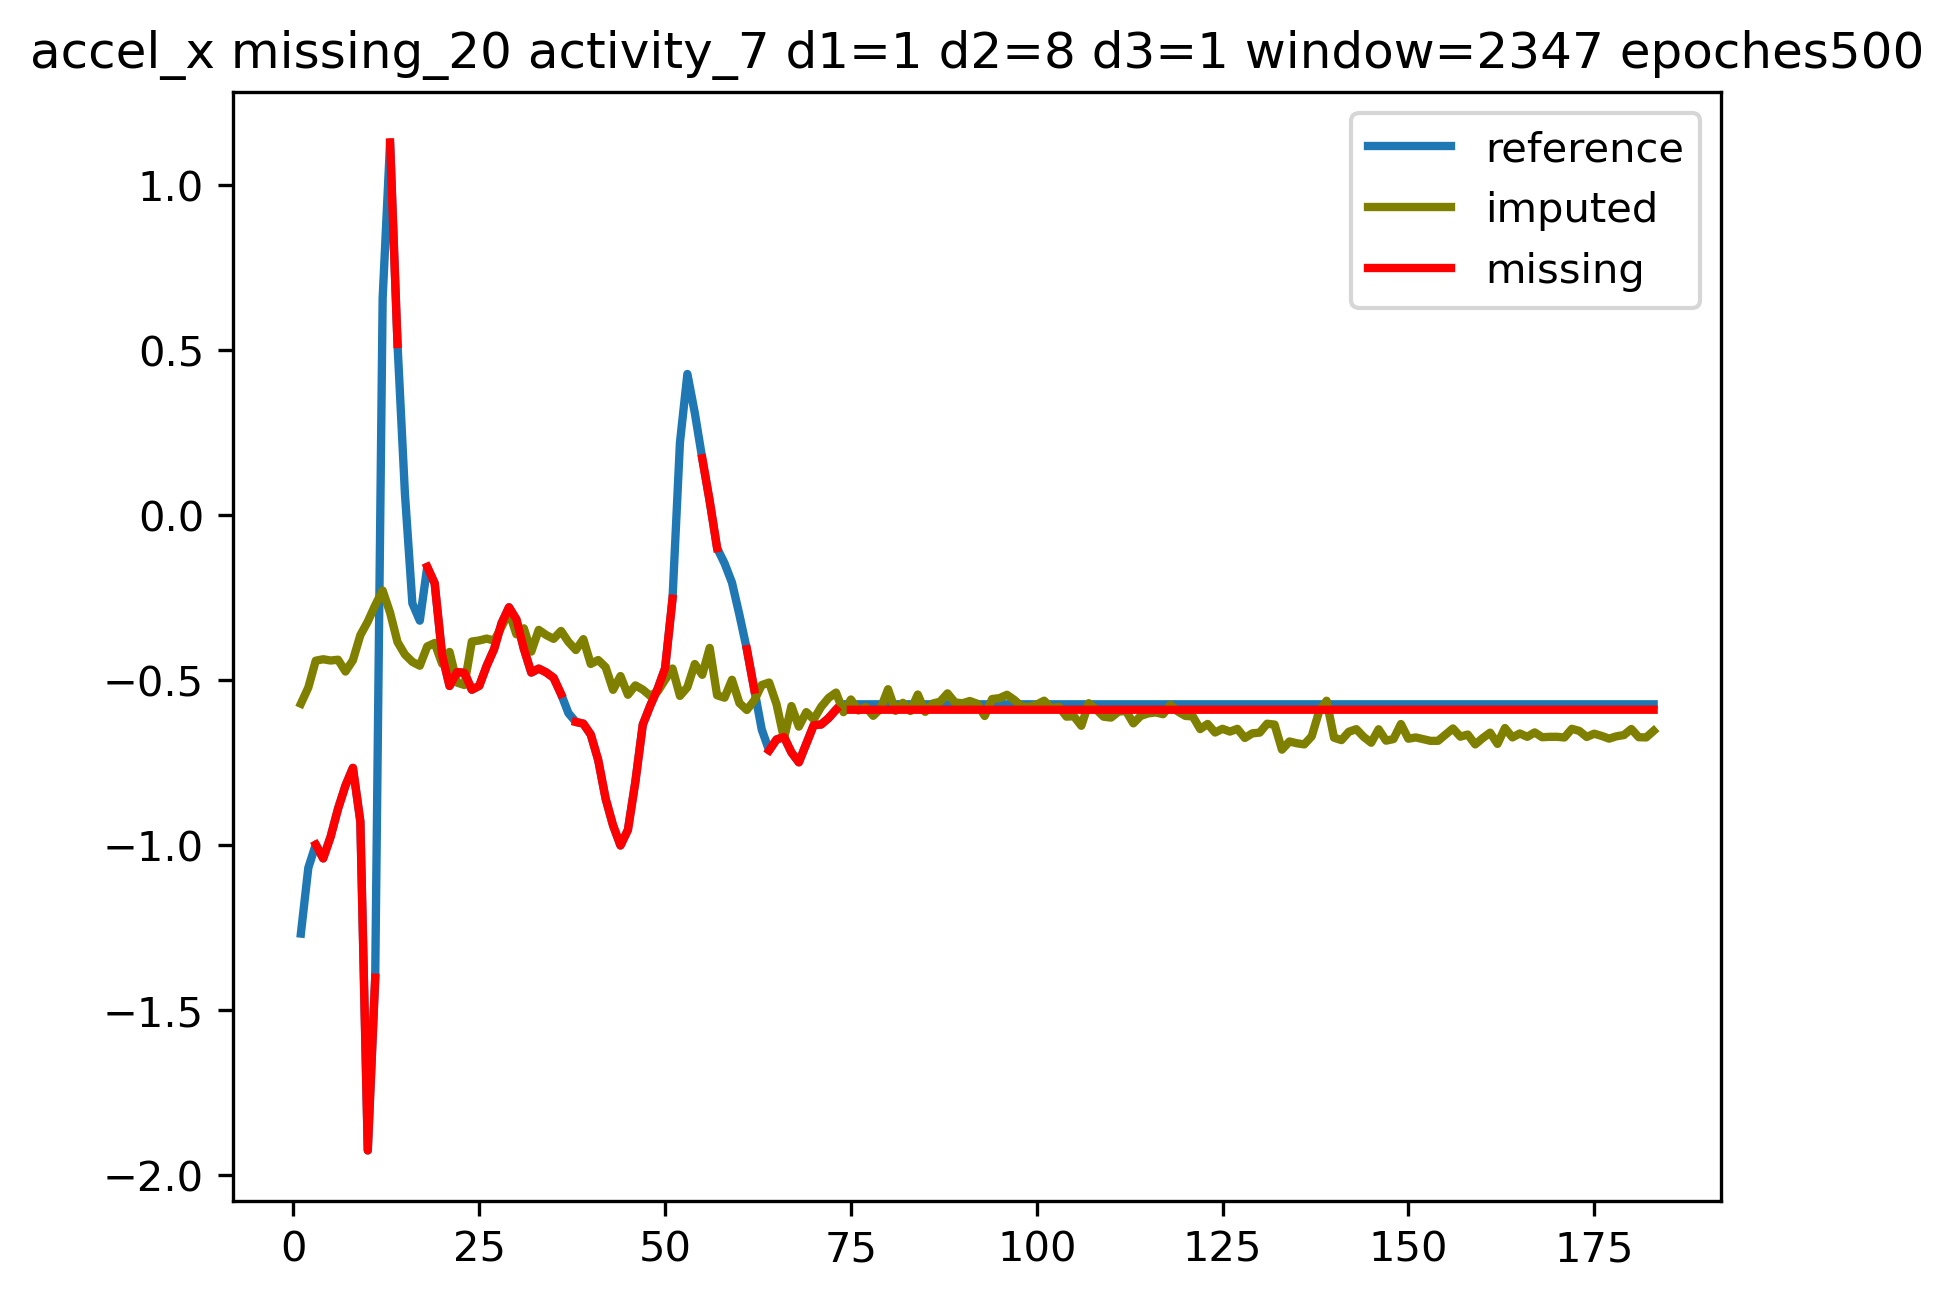 accel_x missing_20 activity_7 d1=1 d2=8 d3=1 window=2347 epoches500
reference
imputed
missing
1.0
0.5
0.0
−0.5
−1.0
−1.5
−2.0
0 25 50 75 100 125 150 175